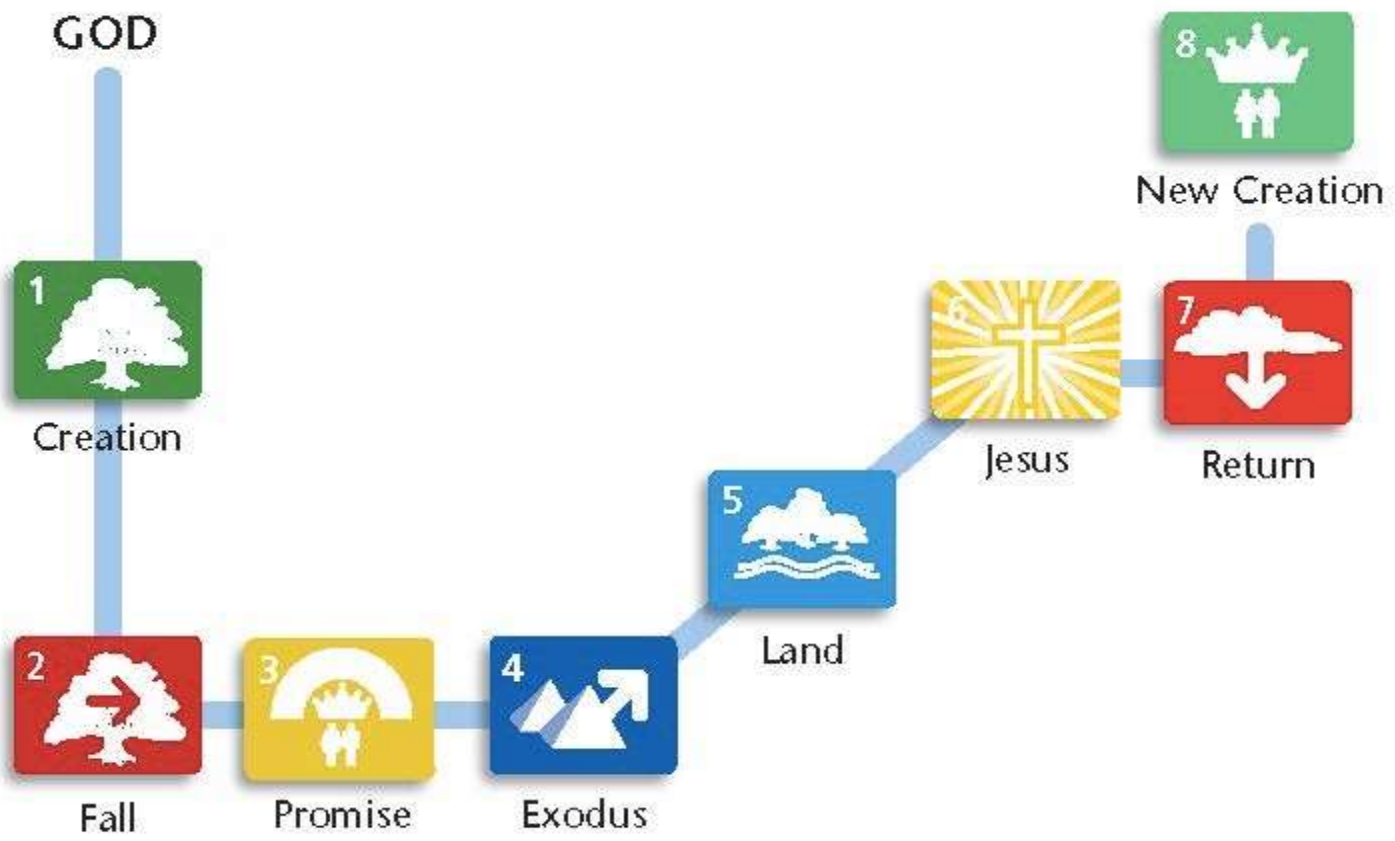 GOD
1
Creation
2
Fall
3
Promise
4
Exodus
5
Land
6
Jesus
7
Return
8
New Creation